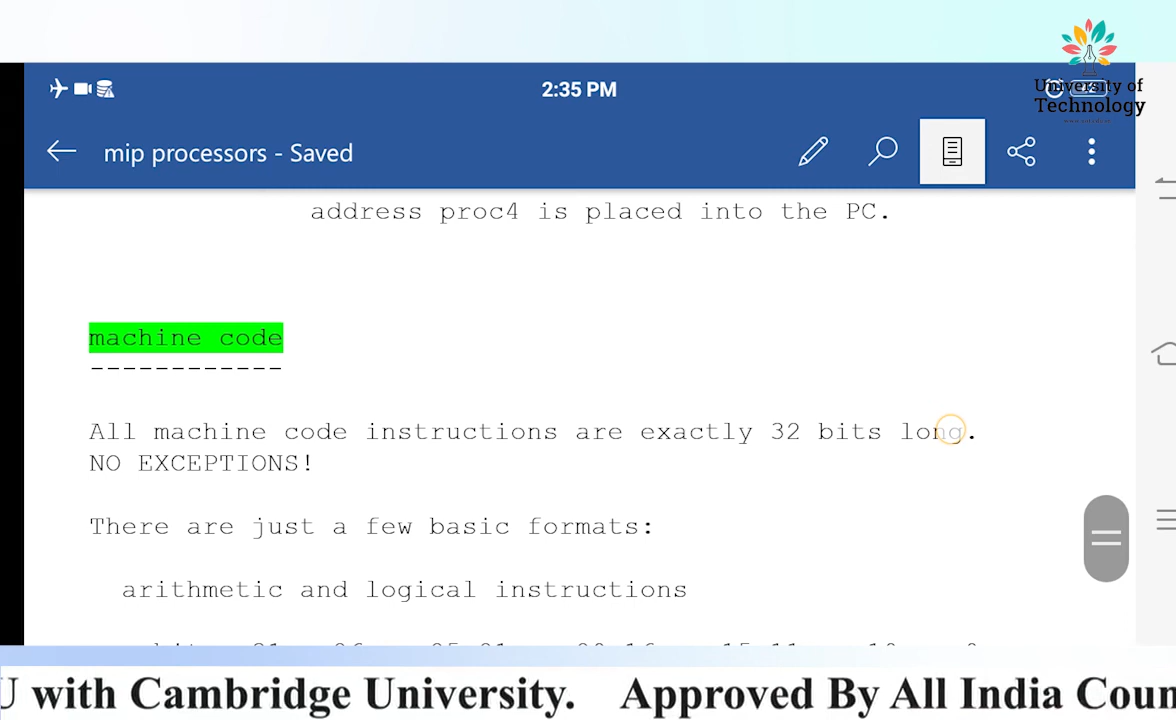 2:35 PM
University of
Technology
mip processors - Saved
address proc4 is placed into the PC.
machine code
------------
All machine code instructions are exactly 32 bits long.
NO EXCEPTIONS!
There are just a few basic formats:
arithmetic and logical instructions
U with Cambridge University. Approved By All India Coun